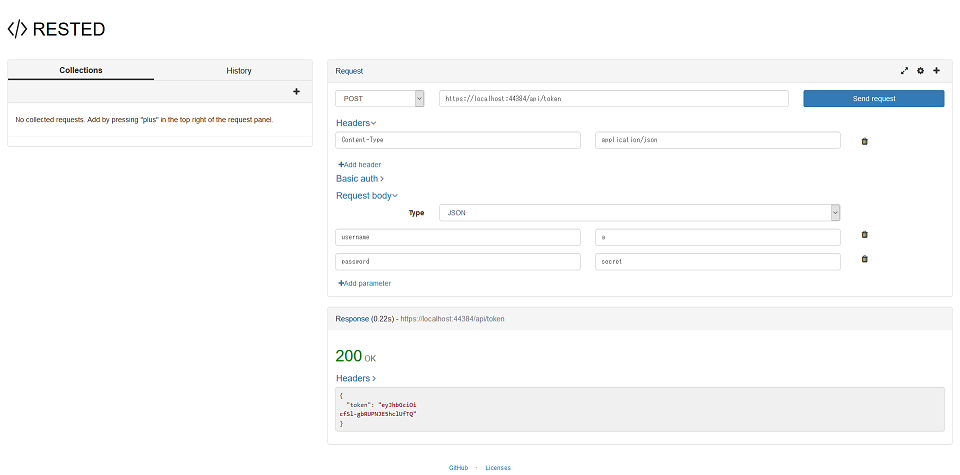 </> RESTED
Collections
History
No collected requests. Add by pressing "plus" in the top right of the request panel.
Request
POST
https://localhost:44384/api/token
Send request
Headers
Content-Type
application/json
Add header
Basic auth
Request body
Type
JSON
username
a
password
secret
Add parameter
Response (0.22s) - https://localhost:44384/api/token
200 OK
Headers
{
"token": "eyJhbGciOi
cfSl-gbRUPNJE5hclUfTQ"
}
GitHub · Licenses